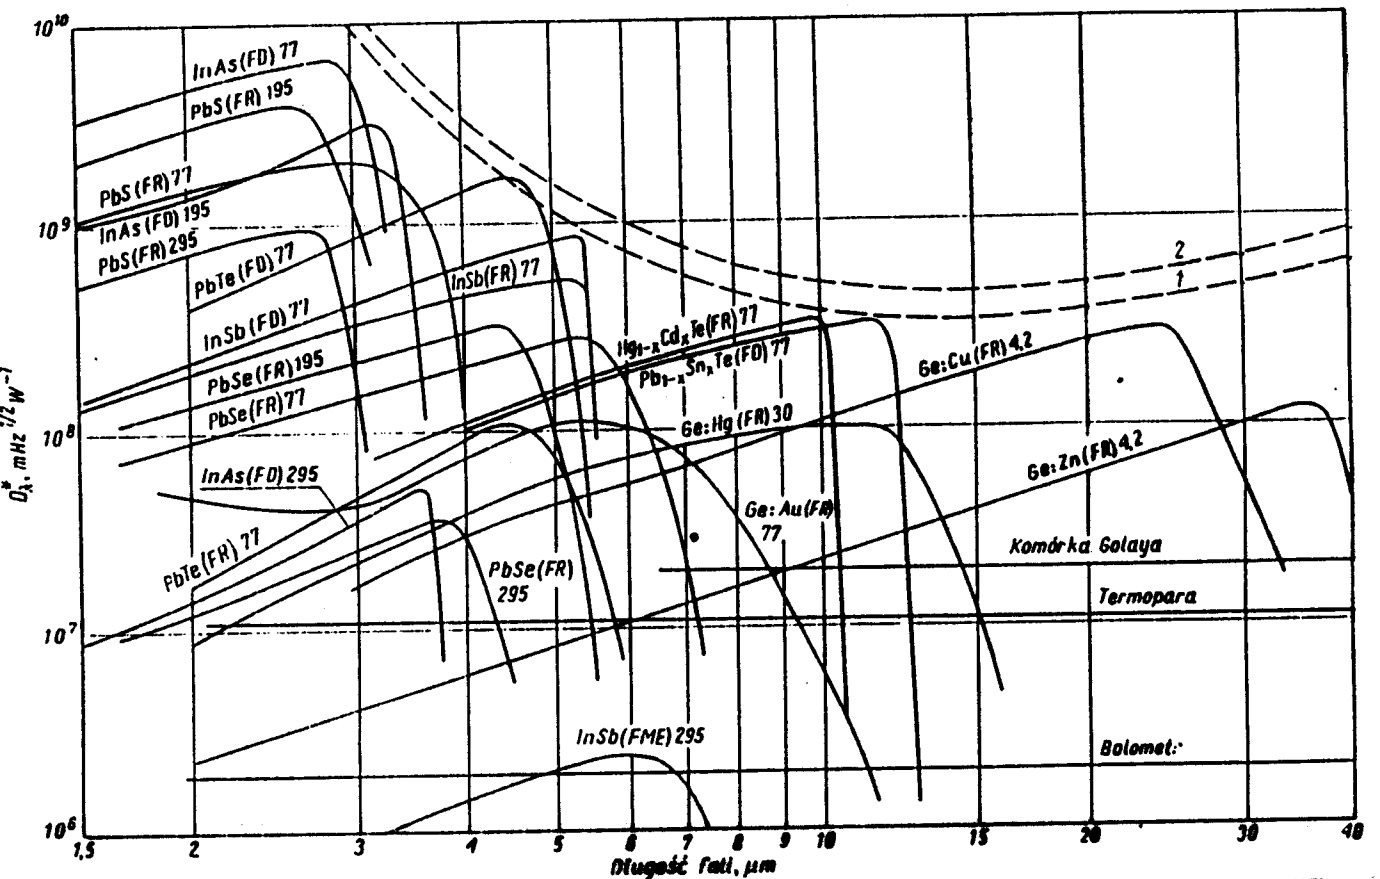 10¹⁰
InAs(FD) 77
PbS(FR) 195
PbS(FR) 77
10⁹
InAs(FD) 195
PbS(FR) 295
PbTe(FD) 77
InSb(FR) 77
InSb(FD) 77
PbSe(FR) 195
PbSe(FR) 77
2
1
Hg₁₋ₓCdₓTe(FR) 77
Pb₁₋ₓSnₓTe(FD) 77
Ge:Cu(FR) 4,2
D*λ, mHz^1/2 W⁻¹
10⁸
Ge:Hg(FR) 30
Ge:Zn(FR) 4,2
InAs(FD) 295
PbTe(FR) 77
PbSe(FR)
295
Ge:Au(FR)
77
Komórka Golaya
Termopara
10⁷
InSb(FME) 295
Bolomet
10⁶
1,5 2 3 4 5 6 7 8 9 10 15 20 30 40
Długość fali, μm